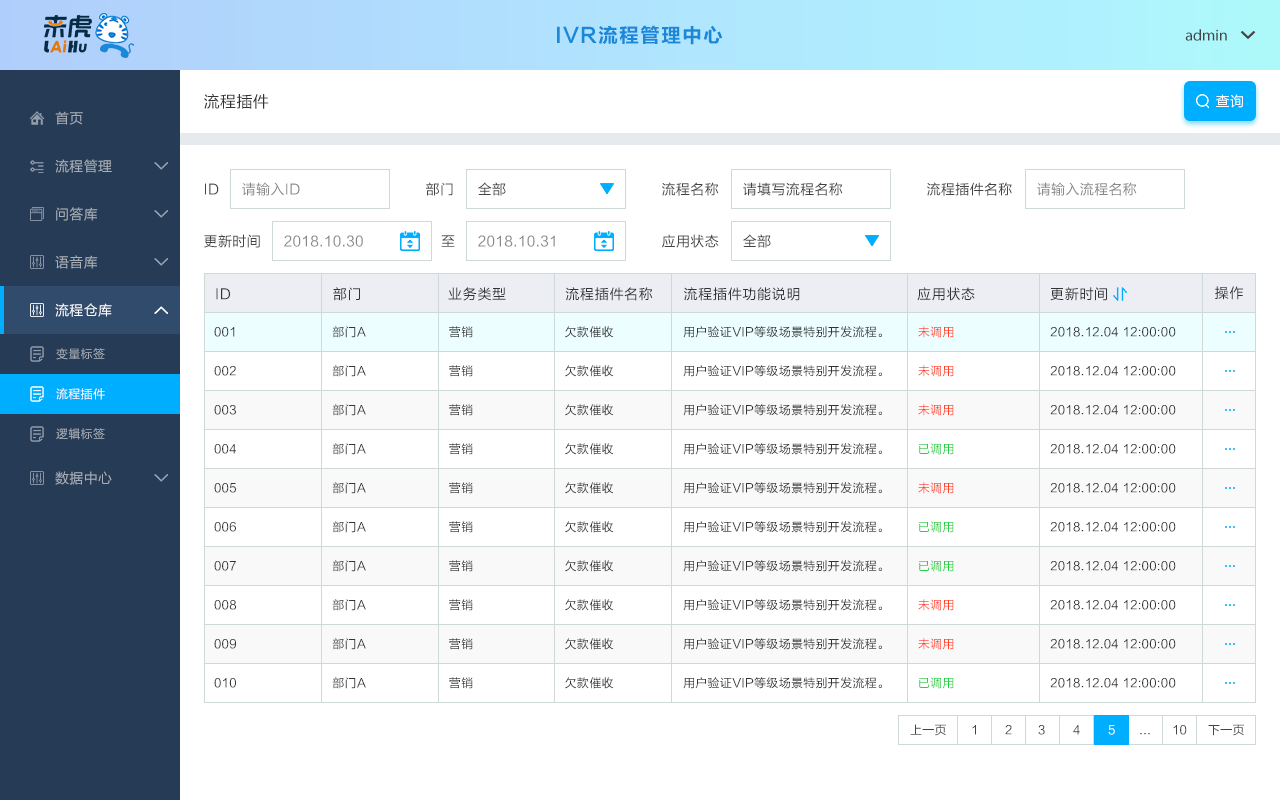 来虎
LAiHu
IVR流程管理中心
admin
首页
流程管理
问答库
语音库
流程仓库
变量标签
流程插件
逻辑标签
数据中心
流程插件
查询
ID 请输入ID 部门 全部 流程名称 请填写流程名称 流程插件名称 请输入流程名称
更新时间 2018.10.30 至 2018.10.31 应用状态 全部
ID 部门 业务类型 流程插件名称 流程插件功能说明 应用状态 更新时间 操作
001 部门A 营销 欠款催收 用户验证VIP等级场景特别开发流程。 未调用 2018.12.04 12:00:00 ...
002 部门A 营销 欠款催收 用户验证VIP等级场景特别开发流程。 未调用 2018.12.04 12:00:00 ...
003 部门A 营销 欠款催收 用户验证VIP等级场景特别开发流程。 未调用 2018.12.04 12:00:00 ...
004 部门A 营销 欠款催收 用户验证VIP等级场景特别开发流程。 已调用 2018.12.04 12:00:00 ...
005 部门A 营销 欠款催收 用户验证VIP等级场景特别开发流程。 未调用 2018.12.04 12:00:00 ...
006 部门A 营销 欠款催收 用户验证VIP等级场景特别开发流程。 已调用 2018.12.04 12:00:00 ...
007 部门A 营销 欠款催收 用户验证VIP等级场景特别开发流程。 已调用 2018.12.04 12:00:00 ...
008 部门A 营销 欠款催收 用户验证VIP等级场景特别开发流程。 未调用 2018.12.04 12:00:00 ...
009 部门A 营销 欠款催收 用户验证VIP等级场景特别开发流程。 未调用 2018.12.04 12:00:00 ...
010 部门A 营销 欠款催收 用户验证VIP等级场景特别开发流程。 已调用 2018.12.04 12:00:00 ...
上一页 1 2 3 4 5 ... 10 下一页